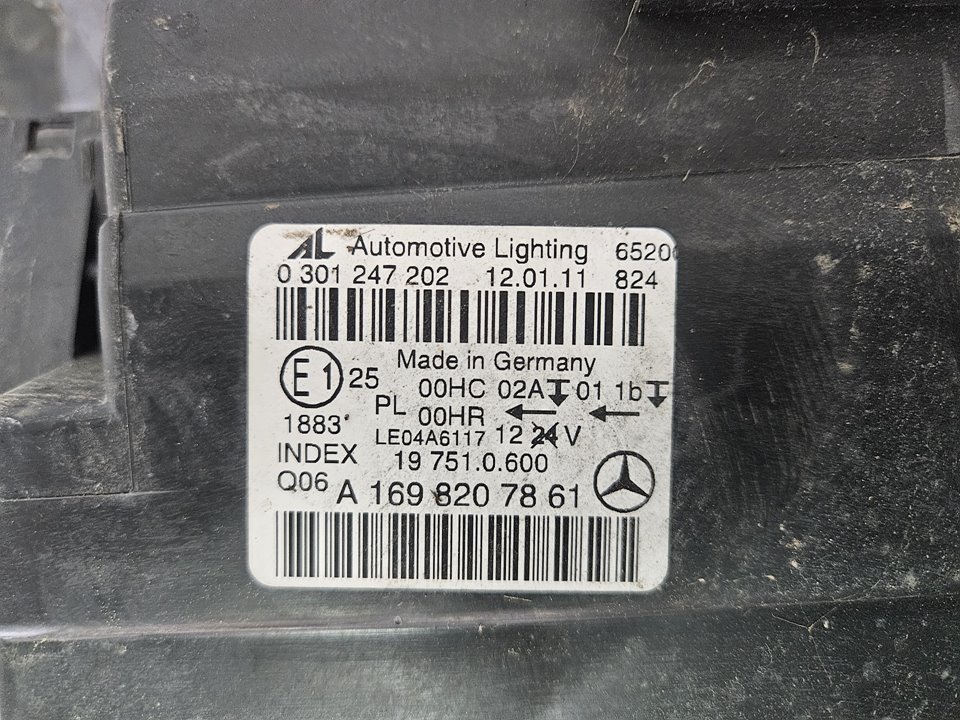 AL Automotive Lighting 6520
0 301 247 202 12.01.11 824
Made in Germany
E1 25 00HC 02A 01 1b
PL 00HR
1883 LE04A6117 12 24 V
INDEX 19 751.0.600
Q06 A 169 820 78 61